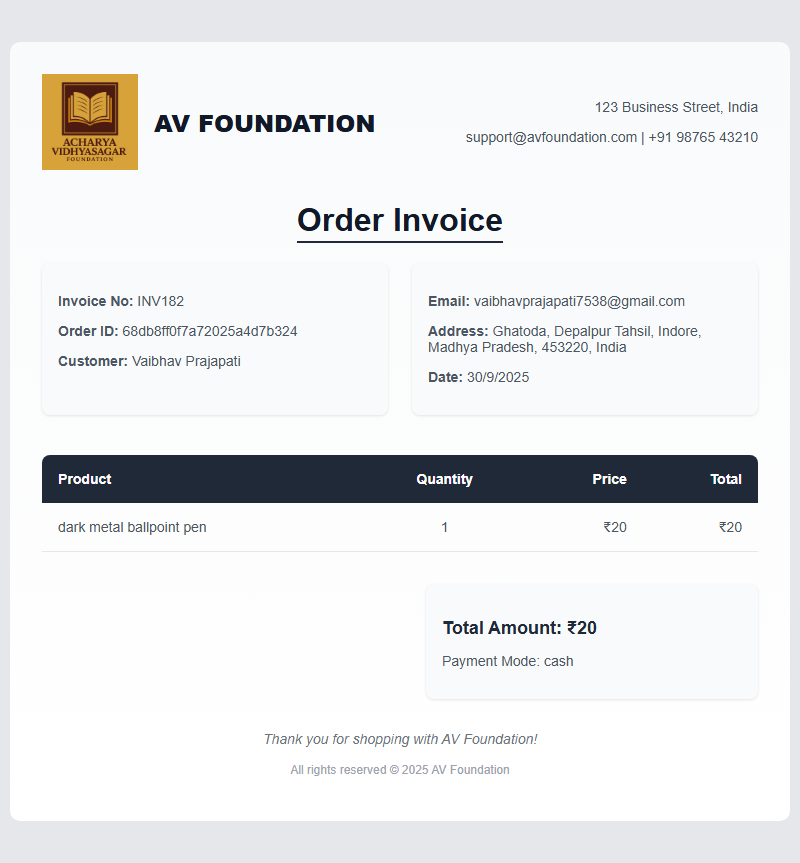 ACHARYA
VIDHYASAGAR
FOUNDATION
AV FOUNDATION
123 Business Street, India
support@avfoundation.com | +91 98765 43210
Order Invoice
Invoice No: INV182
Order ID: 68db8ff0f7a72025a4d7b324
Customer: Vaibhav Prajapati
Email: vaibhavprajapati7538@gmail.com
Address: Ghatoda, Depalpur Tahsil, Indore,
Madhya Pradesh, 453220, India
Date: 30/9/2025
Product Quantity Price Total
dark metal ballpoint pen 1 ₹20 ₹20
Total Amount: ₹20
Payment Mode: cash
Thank you for shopping with AV Foundation!
All rights reserved © 2025 AV Foundation